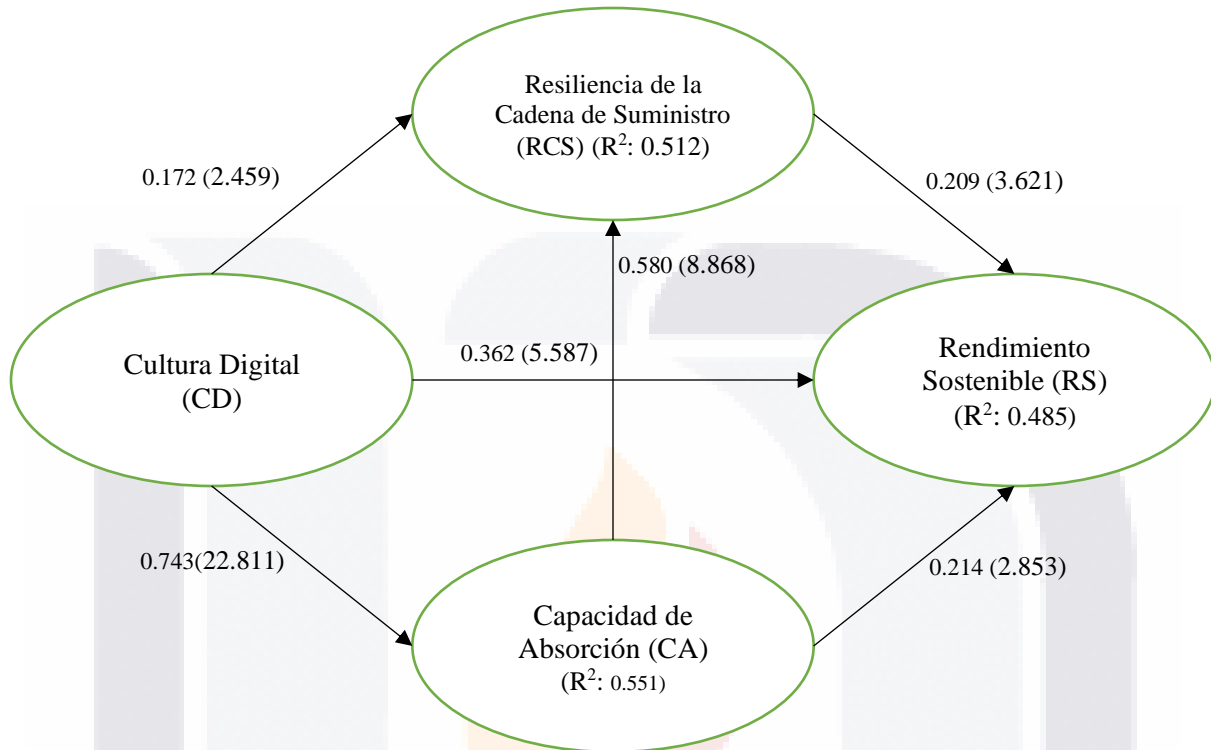 Resiliencia de la
Cadena de Suministro
(RCS) (R²: 0.512)
0.172 (2.459)
0.209 (3.621)
0.580 (8.868)
0.362 (5.587)
Cultura Digital
(CD)
Rendimiento
Sostenible (RS)
(R²: 0.485)
0.743(22.811)
0.214 (2.853)
Capacidad de
Absorción (CA)
(R²: 0.551)